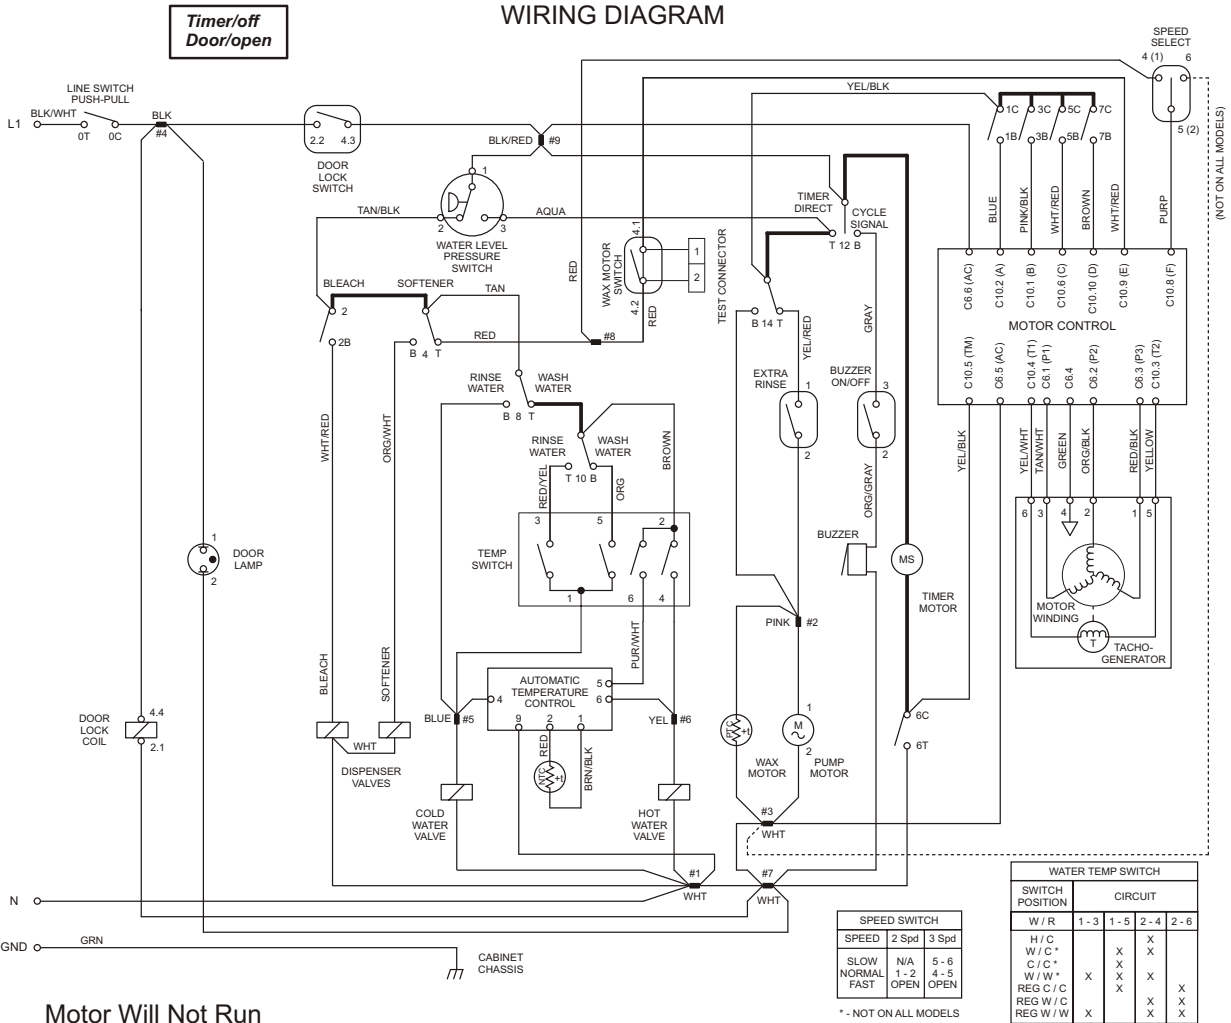 WIRING DIAGRAM
Timer/off
Door/open
SPEED
SELECT
4 (1) 6
5 (2)
(NOT ON ALL MODELS)
LINE SWITCH
PUSH-PULL
L1
BLK/WHT
0T 0C
BLK
#4
2.2 4.3
DOOR
LOCK
SWITCH
BLK/RED
#9
YEL/BLK
1C 3C 5C 7C
1B 3B 5B 7B
1
TAN/BLK
2
3
AQUA
WATER LEVEL
PRESSURE
SWITCH
TIMER
DIRECT
CYCLE
SIGNAL
T 12 B
BLUE
PINK/BLK
WHT/RED
BROWN
WHT/RED
PURP
4.1
WAX MOTOR
SWITCH
4.2
RED
RED
1
2
TEST CONNECTOR
C6.6 (AC)
C10.2 (A)
C10.1 (B)
C10.6 (C)
C10.10 (D)
C10.9 (E)
C10.8 (F)
MOTOR CONTROL
C10.5 (TM)
C6.5 (AC)
C10.4 (T1)
C6.1 (P1)
C6.4
C6.2 (P2)
C6.3 (P3)
C10.3 (T2)
BLEACH
SOFTENER
TAN
2
2B
B 4 T
RED
#8
B 14 T
YEL/RED
GRAY
RINSE
WATER
WASH
WATER
B 8 T
EXTRA
RINSE
1
2
BUZZER
ON/OFF
3
2
WHT/RED
ORG/WHT
RINSE
WATER
WASH
WATER
T 10 B
BROWN
RED/YEL
ORG
YEL/BLK
YEL/WHT
TAN/WHT
GREEN
ORG/BLK
RED/BLK
YELLOW
ORG/GRAY
3 5 2
TEMP
SWITCH
1 6 4
6 3 4 2 1 5
BUZZER
MS
TIMER
MOTOR
1
DOOR
LAMP
2
MOTOR
WINDING
T
TACHO-
GENERATOR
PINK #2
PUR/WHT
BLEACH
SOFTENER
AUTOMATIC
TEMPERATURE
CONTROL
4
5
6
9 2 1
BLUE #5
YEL #6
DOOR
LOCK
COIL
4.4
2.1
WHT
DISPENSER
VALVES
RED
BRN/BLK
NTC +t
PTC +t
WAX
MOTOR
M
1
2
PUMP
MOTOR
6C
6T
COLD
WATER
VALVE
HOT
WATER
VALVE
#3
WHT
#1
WHT
#7
WHT
N
GND
GRN
CABINET
CHASSIS
SPEED SWITCH
SPEED 2 Spd 3 Spd
SLOW N/A 5 - 6
NORMAL 1 - 2 4 - 5
FAST OPEN OPEN
* - NOT ON ALL MODELS
WATER TEMP SWITCH
SWITCH
POSITION
CIRCUIT
W / R 1 - 3 1 - 5 2 - 4 2 - 6
H / C X
W / C * X X
C / C * X
W / W * X X X
REG C / C X X
REG W / C X X
REG W / W X X X
Motor Will Not Run